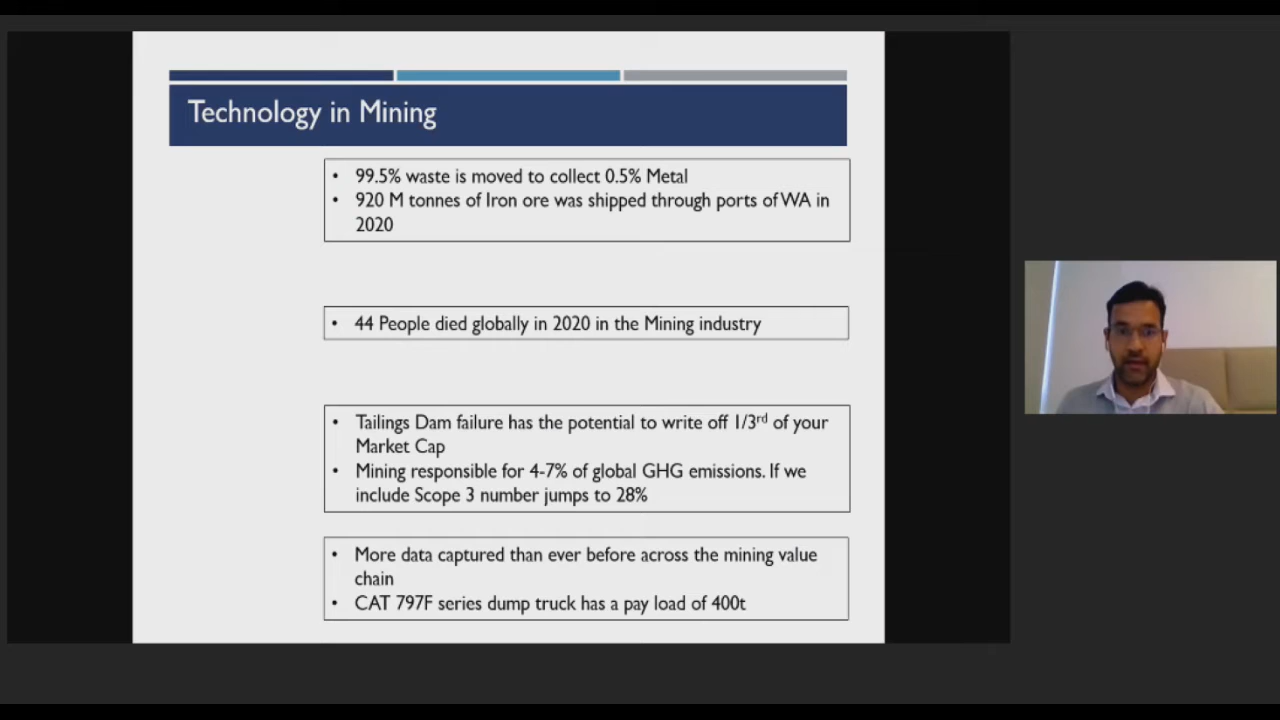 Technology in Mining
• 99.5% waste is moved to collect 0.5% Metal
• 920 M tonnes of Iron ore was shipped through ports of WA in
2020
• 44 People died globally in 2020 in the Mining industry
• Tailings Dam failure has the potential to write off 1/3rd of your
Market Cap
• Mining responsible for 4-7% of global GHG emissions. If we
include Scope 3 number jumps to 28%
• More data captured than ever before across the mining value
chain
• CAT 797F series dump truck has a pay load of 400t